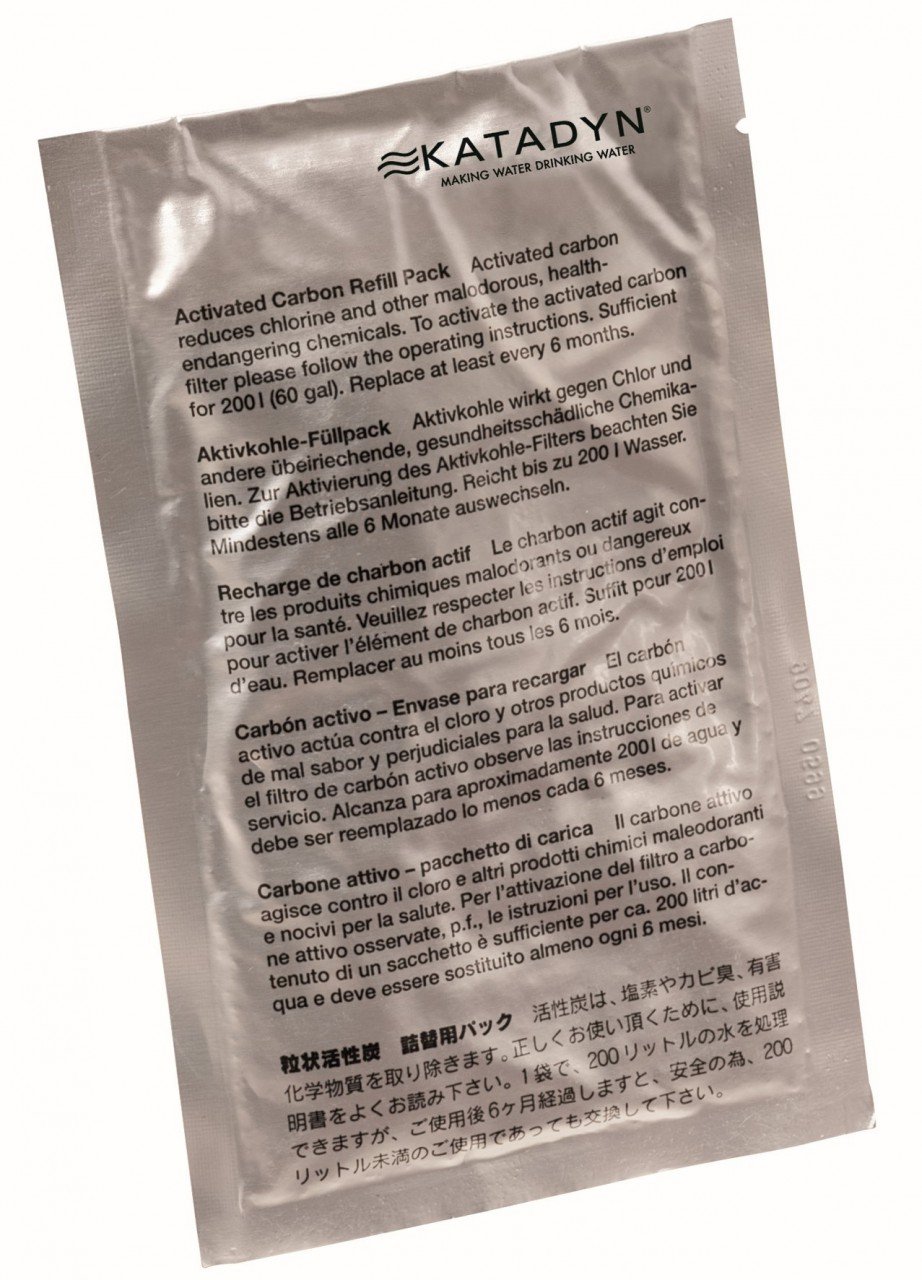 KATADYN®
MAKING WATER DRINKING WATER
Activated Carbon Refill Pack Activated carbon
reduces chlorine and other malodorous, health-
endangering chemicals. To activate the activated carbon
filter please follow the operating instructions. Sufficient
for 200 l (60 gal). Replace at least every 6 months.
Aktivkohle-Füllpack Aktivkohle wirkt gegen Chlor und
andere übeiriechende, gesundheitsschädliche Chemika-
lien. Zur Aktivierung des Aktivkohle-Filters beachten Sie
bitte die Betriebsanleitung. Reicht bis zu 200 l Wasser.
Mindestens alle 6 Monate auswechseln.
Recharge de charbon actif Le charbon actif agit con-
tre les produits chimiques malodorants ou dangereux
pour la santé. Veuillez respecter les instructions d'emploi
pour activer l'élément de charbon actif. Suffit pour 200 l
d'eau. Remplacer au moins tous les 6 mois.
Carbón activo – Envase para recargar El carbón
activo actúa contra el cloro y otros productos químicos
de mal sabor y perjudiciales para la salud. Para activar
el filtro de carbón activo observe las instrucciones de
servicio. Alcanza para aproximadamente 200 l de agua y
debe ser reemplazado lo menos cada 6 meses.
Carbone attivo – pacchetto di carica Il carbone attivo
agisce contro il cloro e altri prodotti chimici maleodoranti
e nocivi per la salute. Per l'attivazione del filtro a carbo-
ne attivo osservate, p.f., le istruzioni per l'uso. Il con-
tenuto di un sacchetto è sufficiente per ca. 200 litri d'ac-
qua e deve essere sostituito almeno ogni 6 mesi.
粒状活性炭 詰替用パック 活性炭は、塩素やカビ臭、有害
化学物質を取り除きます。正しくお使い頂くために、使用説
明書をよくお読み下さい。1袋で、200リットルの水を処理
できますが、ご使用後6ヶ月経過しますと、安全の為、200
リットル未満のご使用であっても交換して下さい。